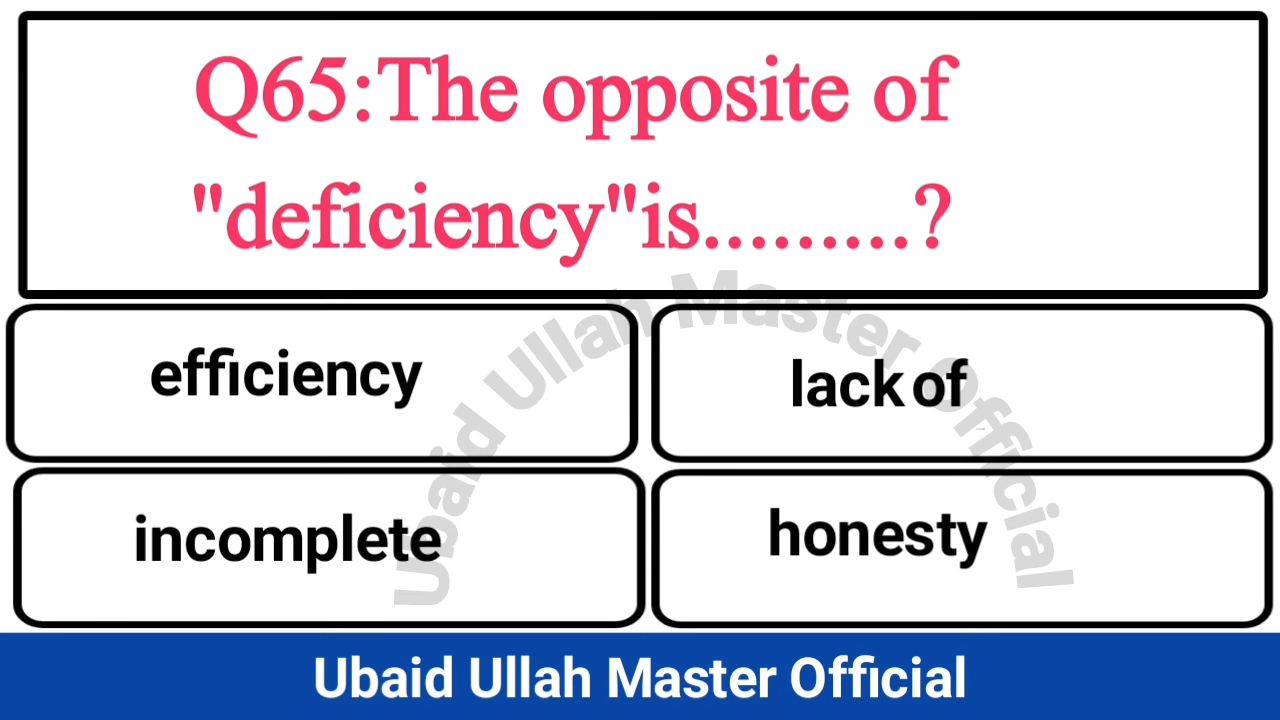 Q65:The opposite of
"deficiency"is.........?
efficiency
lack of
incomplete
honesty
Ubaid Ullah Master Official
Ubaid Ullah Master Official